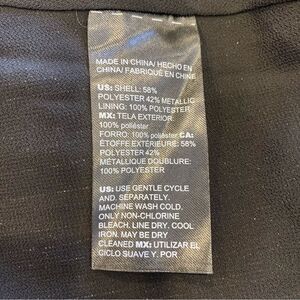 MADE IN CHINA/ HECHO EN
CHINA/ FABRIQUÉ EN CHINE
US: SHELL: 58%
POLYESTER 42% METALLIC
LINING: 100% POLYESTER
MX: TELA EXTERIOR:
100% poliéster
FORRO: 100% poliéster CA:
ÉTOFFE EXTÉRIEURE: 58%
POLYESTER 42%
MÉTALLIQUE DOUBLURE:
100% POLYESTER
US: USE GENTLE CYCLE
AND. SEPARATELY.
MACHINE WASH COLD.
ONLY NON-CHLORINE
BLEACH. LINE DRY. COOL
IRON. MAY BE DRY
CLEANED MX: UTILIZAR EL
CICLO SUAVE Y. POR